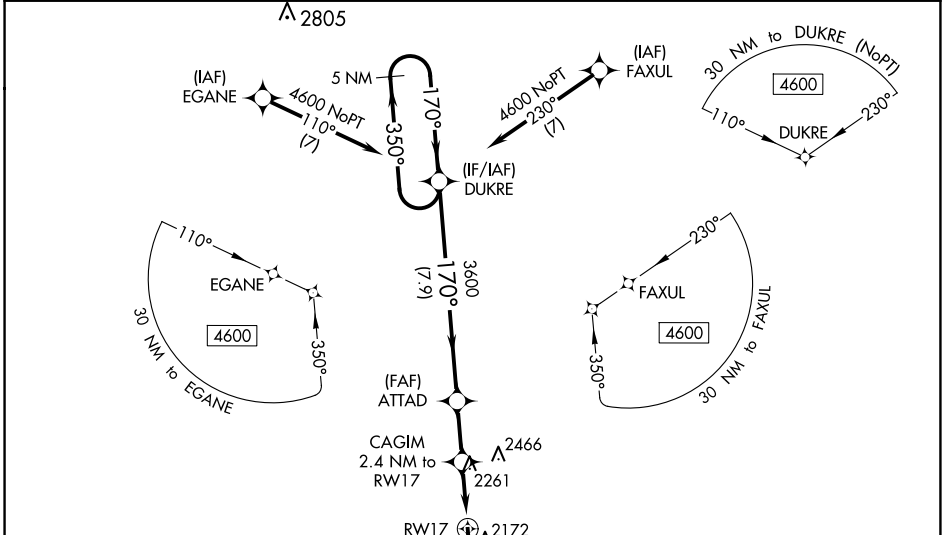 2805
(IAF)
EGANE
4600 NoPT
110°
(7)
5 NM
170°
350°
(IAF)
FAXUL
4600 NoPT
230°
(7)
30 NM to DUKRE (NoPT)
4600
110°
230°
DUKRE
(IF/IAF)
DUKRE
3600
170°
(7.9)
110°
EGANE
4600
350°
30 NM to EGANE
230°
FAXUL
4600
350°
30 NM to FAXUL
(FAF)
ATTAD
CAGIM
2.4 NM to
RW17
2466
2261
RW17
2172